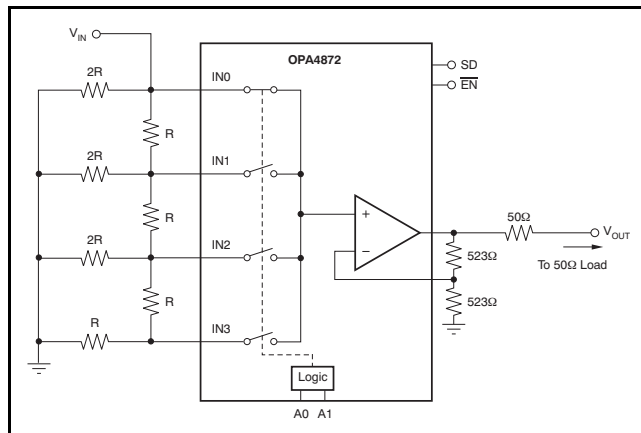 V_IN
OPA4872
SD
E̅N̅
2R
IN0
R
2R
IN1
R
2R
IN2
R
R
IN3
+
−
50Ω
V_OUT
523Ω
To 50Ω Load
523Ω
Logic
A0 A1